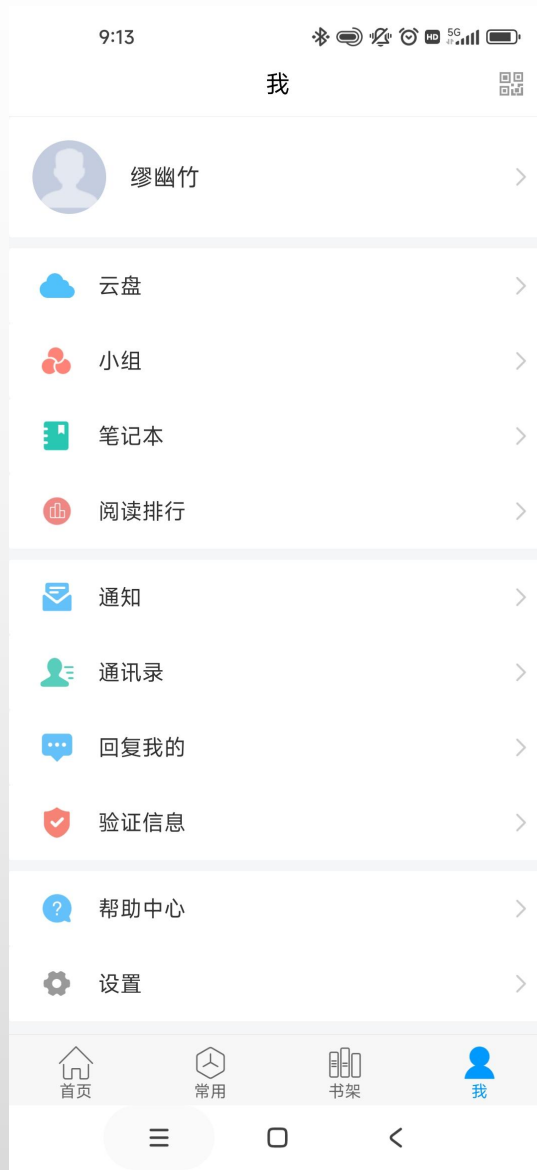 9:13
HD 5G
我
缪幽竹
云盘
小组
笔记本
阅读排行
通知
通讯录
回复我的
验证信息
帮助中心
设置
首页 常用 书架 我